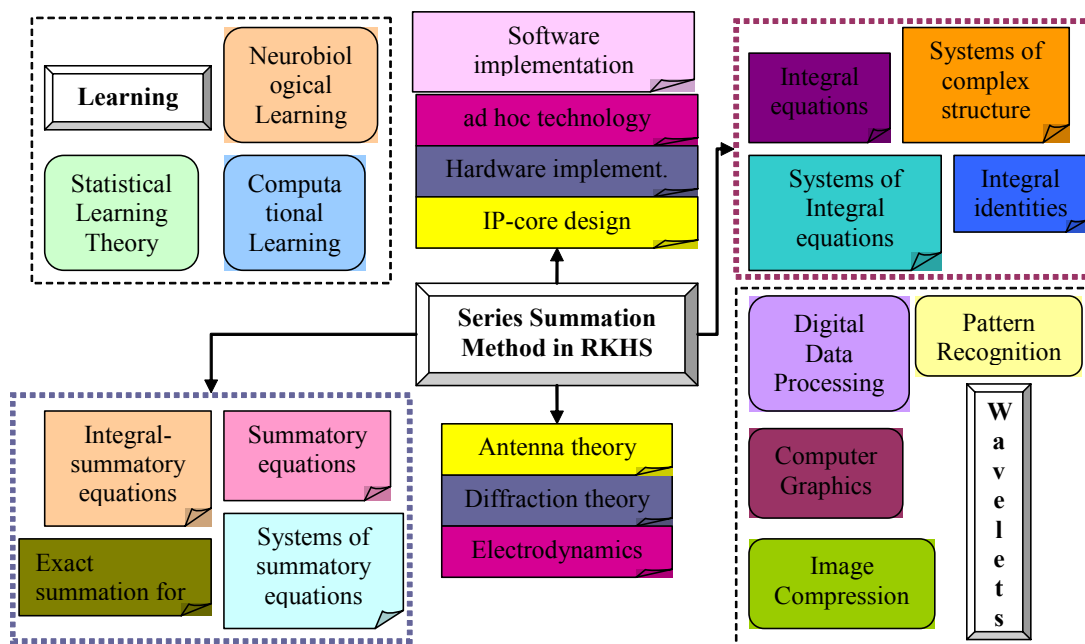 Learning
Neurobiol
ogical
Learning
Statistical
Learning
Theory
Computa
tional
Learning
Software
implementation
ad hoc technology
Hardware implement.
IP-core design
Integral
equations
Systems of
complex
structure
Systems of
Integral
equations
Integral
identities
Series Summation
Method in RKHS
Integral-
summatory
equations
Summatory
equations
Exact
summation for
Systems of
summatory
equations
Antenna theory
Diffraction theory
Electrodynamics
Digital
Data
Processing
Pattern
Recognition
Computer
Graphics
Image
Compression
W
a
v
e
l
e
t
s